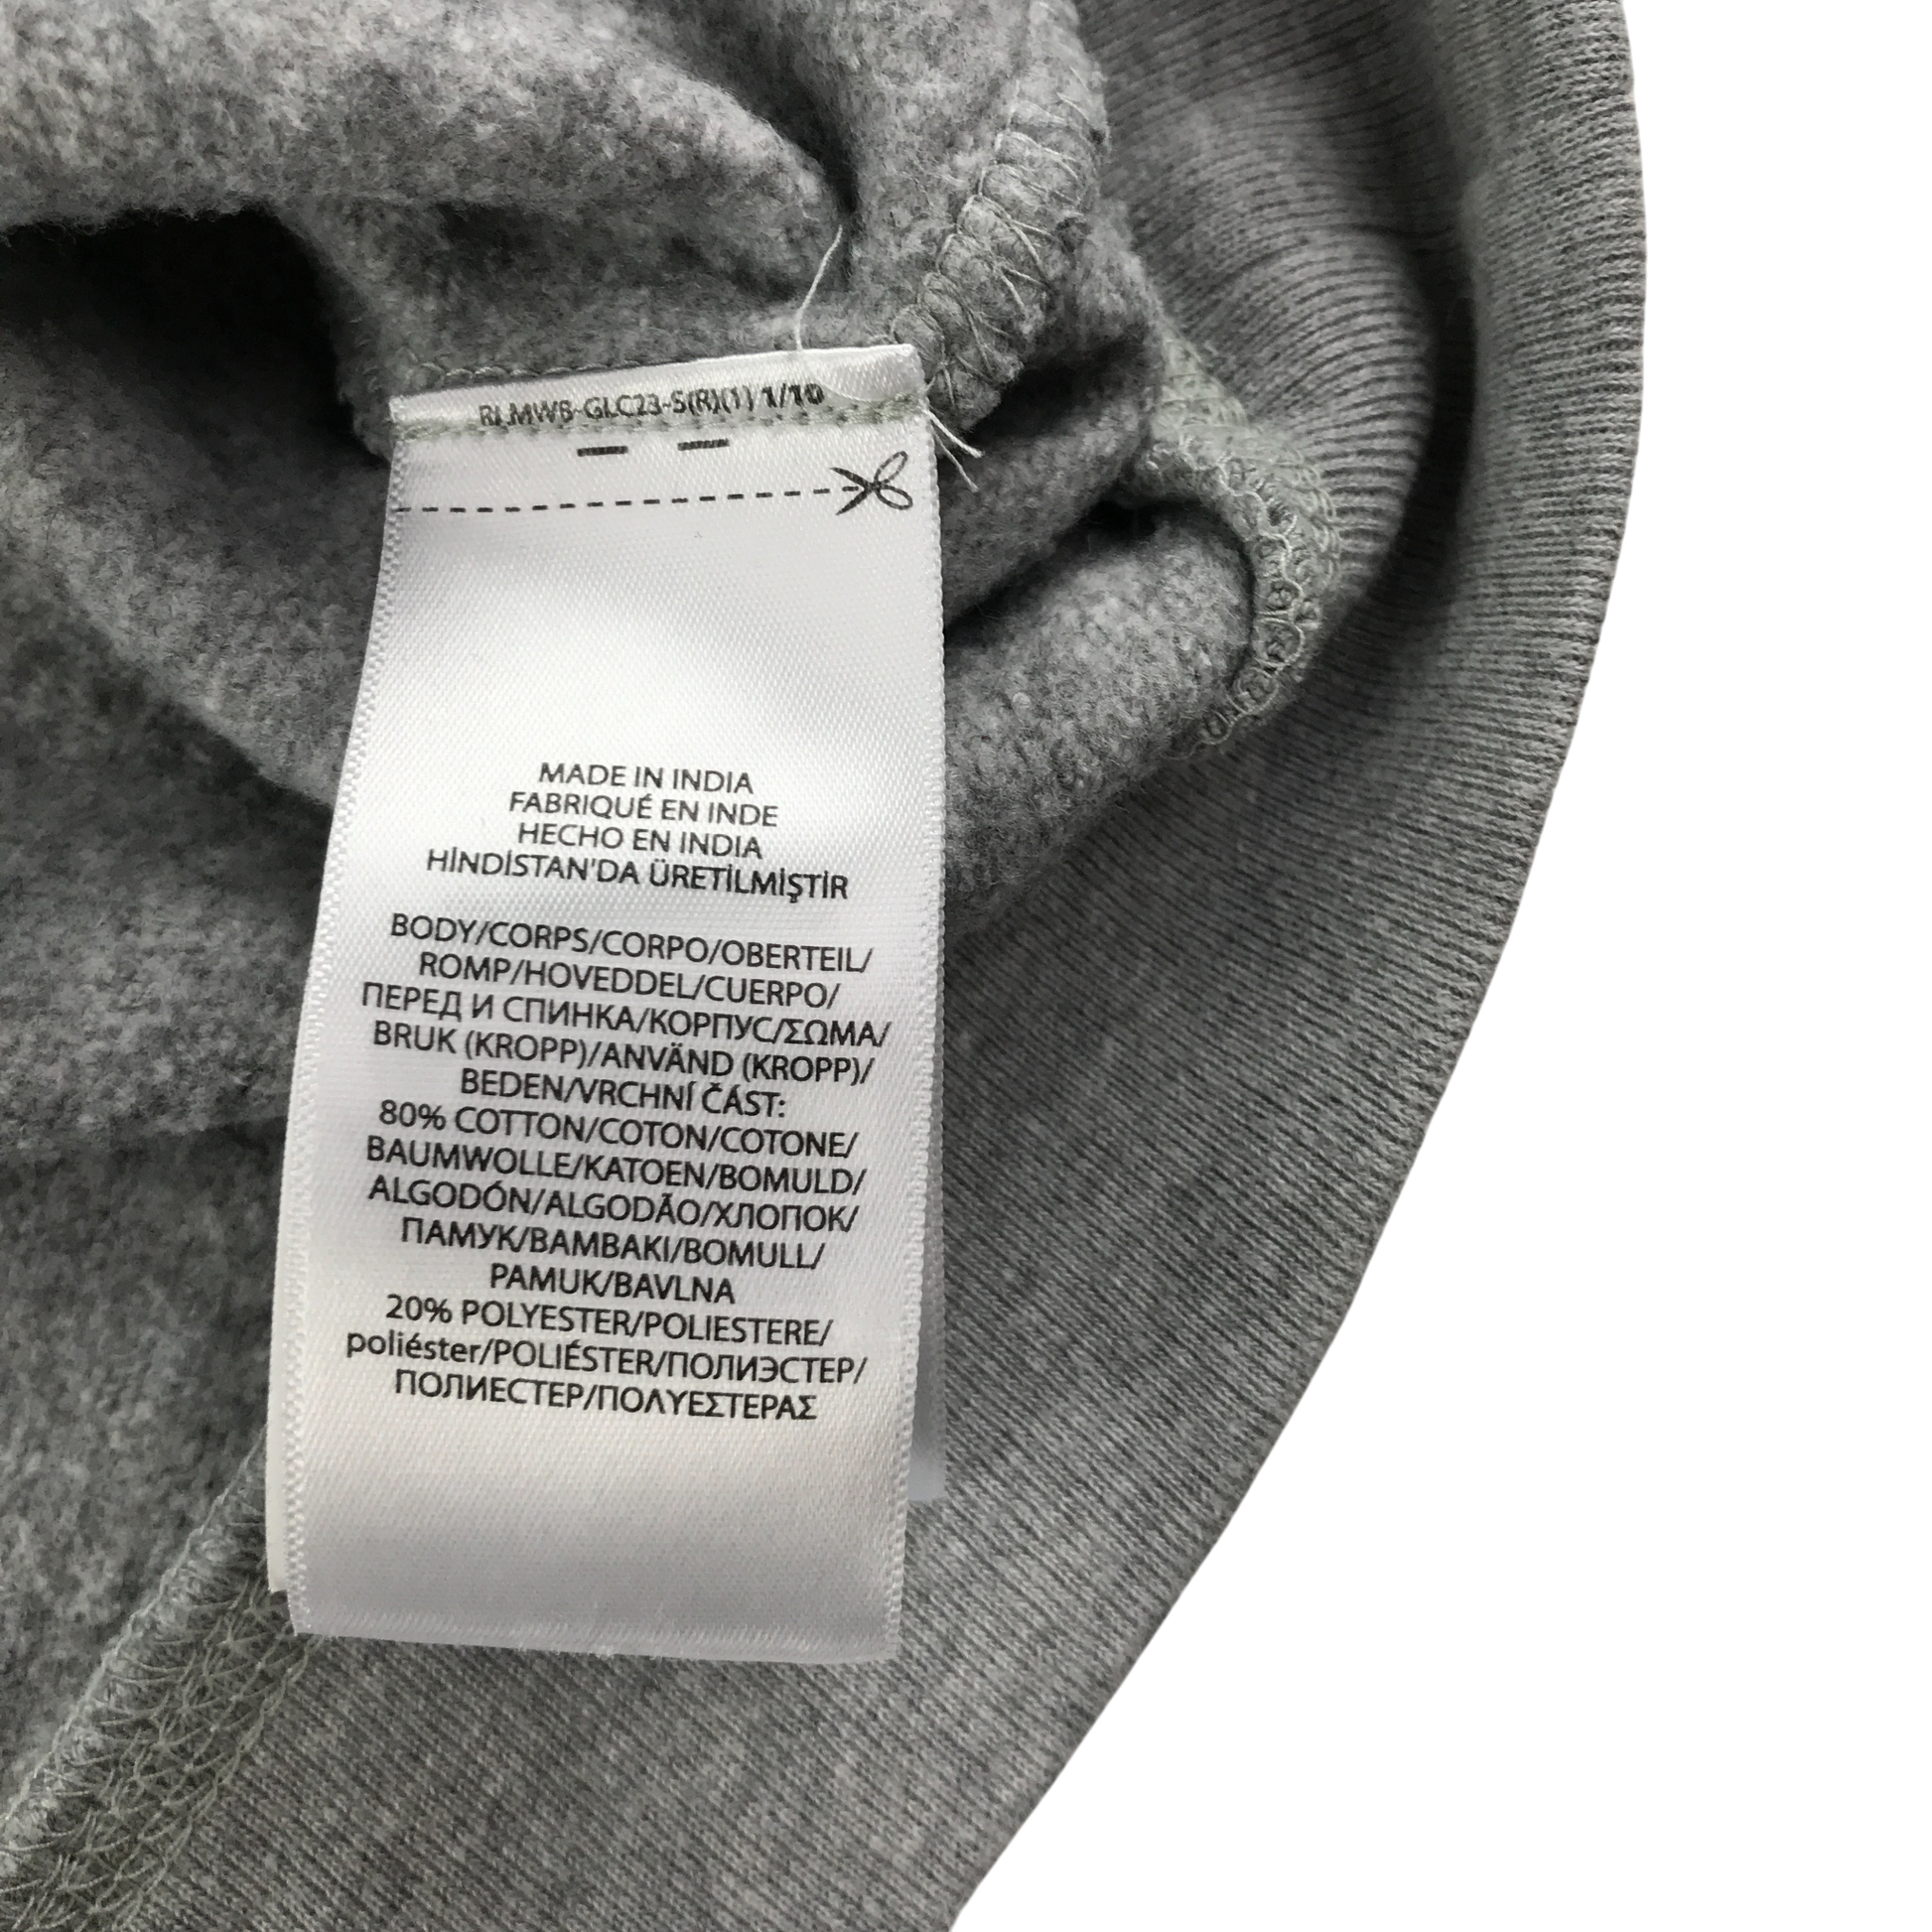 RLMWB-GLC23-S(R)(1) 1/10
MADE IN INDIA
FABRIQUÉ EN INDE
HECHO EN INDIA
HİNDİSTAN'DA ÜRETİLMİŞTİR
BODY/CORPS/CORPO/OBERTEIL/
ROMP/HOVEDDEL/CUERPO/
ПЕРЕД И СПИНКА/КОРПУС/ΣΩΜΑ/
BRUK (KROPP)/ANVÄND (KROPP)/
BEDEN/VRCHNÍ ČÁST:
80% COTTON/COTON/COTONE/
BAUMWOLLE/KATOEN/BOMULD/
ALGODÓN/ALGODÃO/ХЛОПОК/
ПАМУК/BAMBAKI/BOMULL/
PAMUK/BAVLNA
20% POLYESTER/POLIESTERE/
poliéster/POLIÉSTER/ПОЛИЭСТЕР/
ПОЛИЕСТЕР/ΠΟΛΥΕΣΤΕΡΑΣ